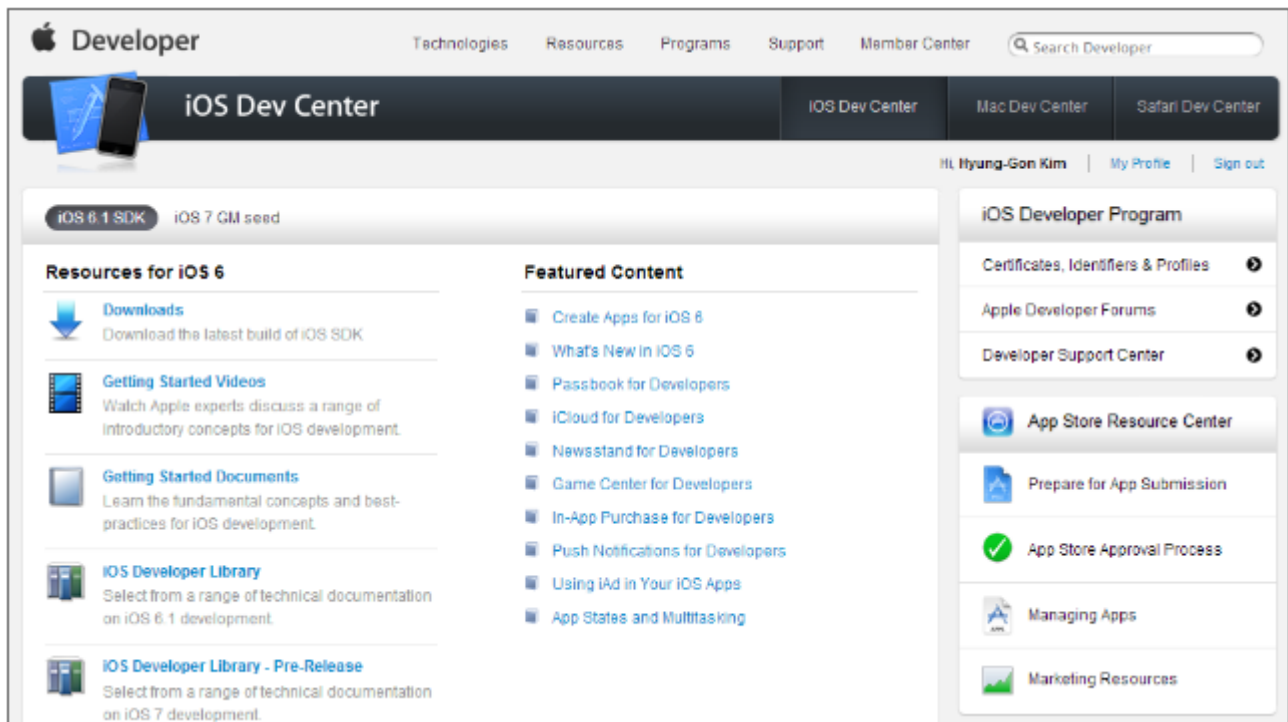 Developer
Technologies Resources Programs Support Member Center Search Developer
iOS Dev Center
iOS Dev Center Mac Dev Center Safari Dev Center
Hi, Hyung-Gon Kim | My Profile | Sign out
iOS 6.1 SDK iOS 7 GM seed
Resources for iOS 6
Downloads
Download the latest build of iOS SDK
Getting Started Videos
Watch Apple experts discuss a range of
introductory concepts for iOS development.
Getting Started Documents
Learn the fundamental concepts and best-
practices for iOS development.
iOS Developer Library
Select from a range of technical documentation
on iOS 6.1 development.
iOS Developer Library - Pre-Release
Select from a range of technical documentation
on iOS 7 development.
Featured Content
Create Apps for iOS 6
What's New in iOS 6
Passbook for Developers
iCloud for Developers
Newsstand for Developers
Game Center for Developers
In-App Purchase for Developers
Push Notifications for Developers
Using iAd in Your iOS Apps
App States and Multitasking
iOS Developer Program
Certificates, Identifiers & Profiles
Apple Developer Forums
Developer Support Center
App Store Resource Center
Prepare for App Submission
App Store Approval Process
Managing Apps
Marketing Resources